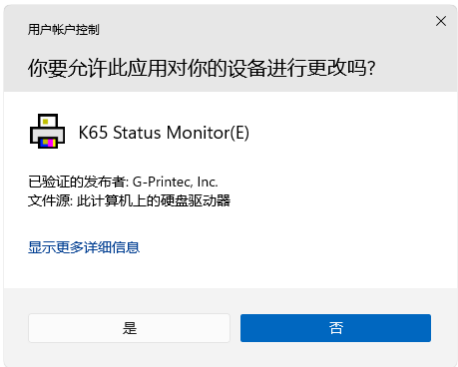 用户帐户控制
你要允许此应用对你的设备进行更改吗?
K65 Status Monitor(E)
已验证的发布者: G-Printec, Inc.
文件源: 此计算机上的硬盘驱动器
显示更多详细信息
是
否